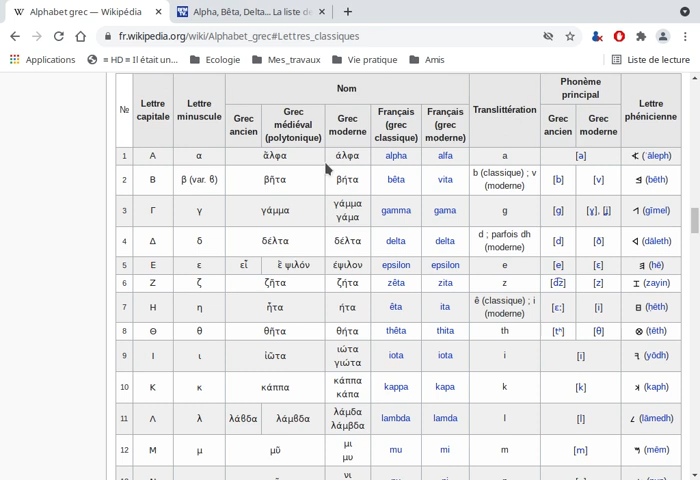 Alphabet grec — Wikipédia
Alpha, Bêta, Delta... La liste de
fr.wikipedia.org/wiki/Alphabet_grec#Lettres_classiques
Applications ≡ HD ≡ Il était un... Ecologie Mes_travaux Vie pratique Amis Liste de lecture
№ Lettre capitale Lettre minuscule Nom Translittération Phonème principal Lettre phénicienne
Grec ancien Grec médiéval (polytonique) Grec moderne Français (grec classique) Français (grec moderne) Grec ancien Grec moderne
1 Α α ἄλφα άλφα alpha alfa a [a] (ʾāleph)
2 Β β (var. ϐ) βῆτα βήτα bêta vita b (classique) ; v (moderne) [b] [v] (bēth)
3 Γ γ γάμμα γάμμα γάμα gamma gama g [g] [ɣ], [ʝ] (gīmel)
4 Δ δ δέλτα δέλτα delta delta d ; parfois dh (moderne) [d] [ð] (dāleth)
5 Ε ε εἶ ἒ ψιλόν έψιλον epsilon epsilon e [e] [ɛ] (hē)
6 Ζ ζ ζῆτα ζήτα zêta zita z [d͡z] [z] (zayin)
7 Η η ἦτα ήτα êta ita ê (classique) ; i (moderne) [ɛː] [i] (hēth)
8 Θ θ θῆτα θήτα thêta thita th [tʰ] [θ] (tēth)
9 Ι ι ἰῶτα ιώτα γιώτα iota iota i [i] (yōdh)
10 Κ κ κάππα κάππα κάπα kappa kapa k [k] (kaph)
11 Λ λ λάβδα λάμβδα λάμδα λάμβδα lambda lamda l [l] (lāmedh)
12 Μ μ μῦ μι μυ mu mi m [m] (mēm)
νι